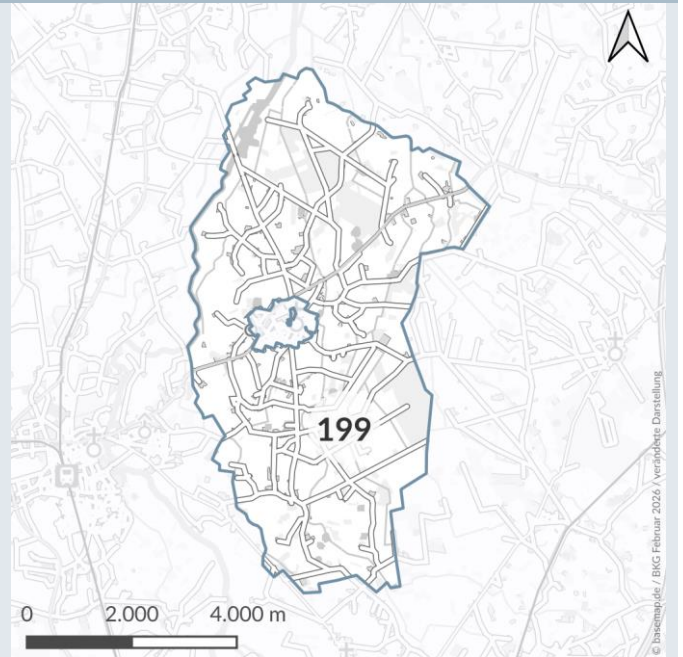 199
0 2.000 4.000 m
© basemap.de / BKG Februar 2026 / veränderte Darstellung